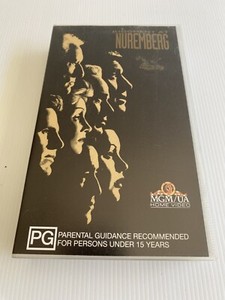 NUREMBERG
MGM/UA
HOME VIDEO
PG
PARENTAL GUIDANCE RECOMMENDED
FOR PERSONS UNDER 15 YEARS